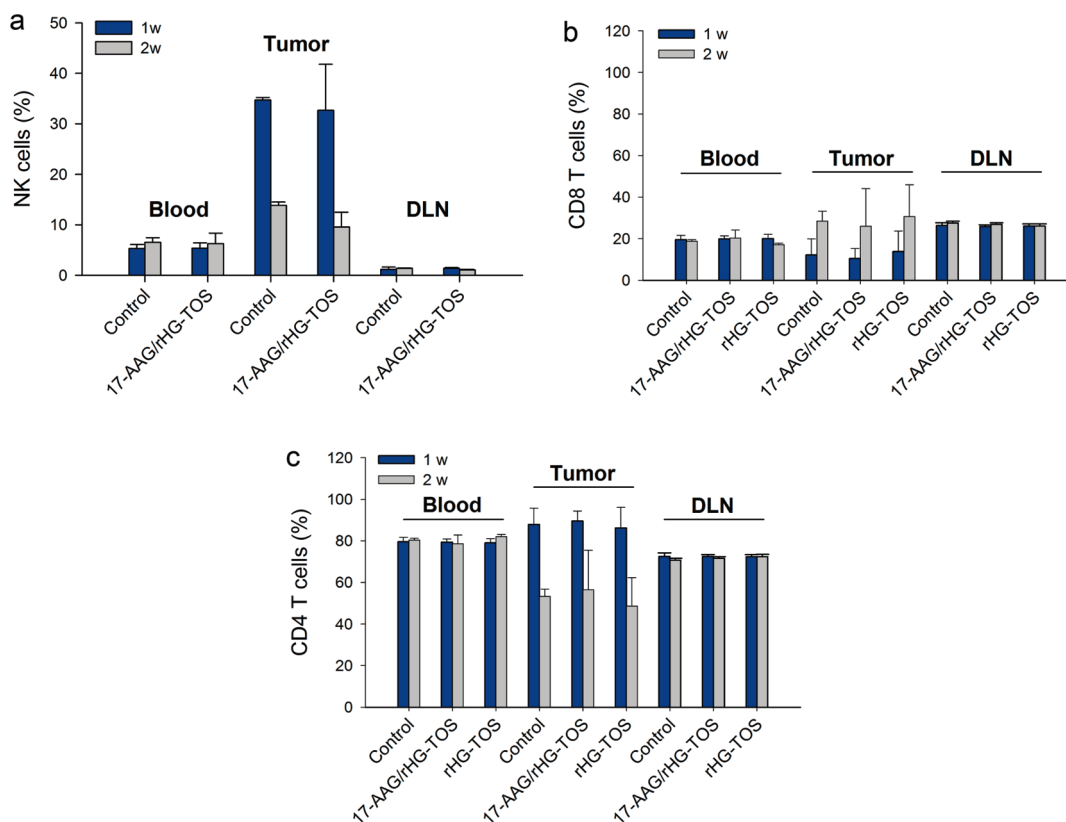 a
50
40
30
20
10
0
NK cells (%)
1w
2w
Blood
Tumor
DLN
Control
17-AAG/rHG-TOS
Control
17-AAG/rHG-TOS
Control
17-AAG/rHG-TOS
b
120
100
80
60
40
20
0
CD8 T cells (%)
1 w
2 w
Blood
Tumor
DLN
Control
17-AAG/rHG-TOS
rHG-TOS
Control
17-AAG/rHG-TOS
rHG-TOS
Control
17-AAG/rHG-TOS
rHG-TOS
c
120
100
80
60
40
20
0
CD4 T cells (%)
1 w
2 w
Blood
Tumor
DLN
Control
17-AAG/rHG-TOS
rHG-TOS
Control
17-AAG/rHG-TOS
rHG-TOS
Control
17-AAG/rHG-TOS
rHG-TOS